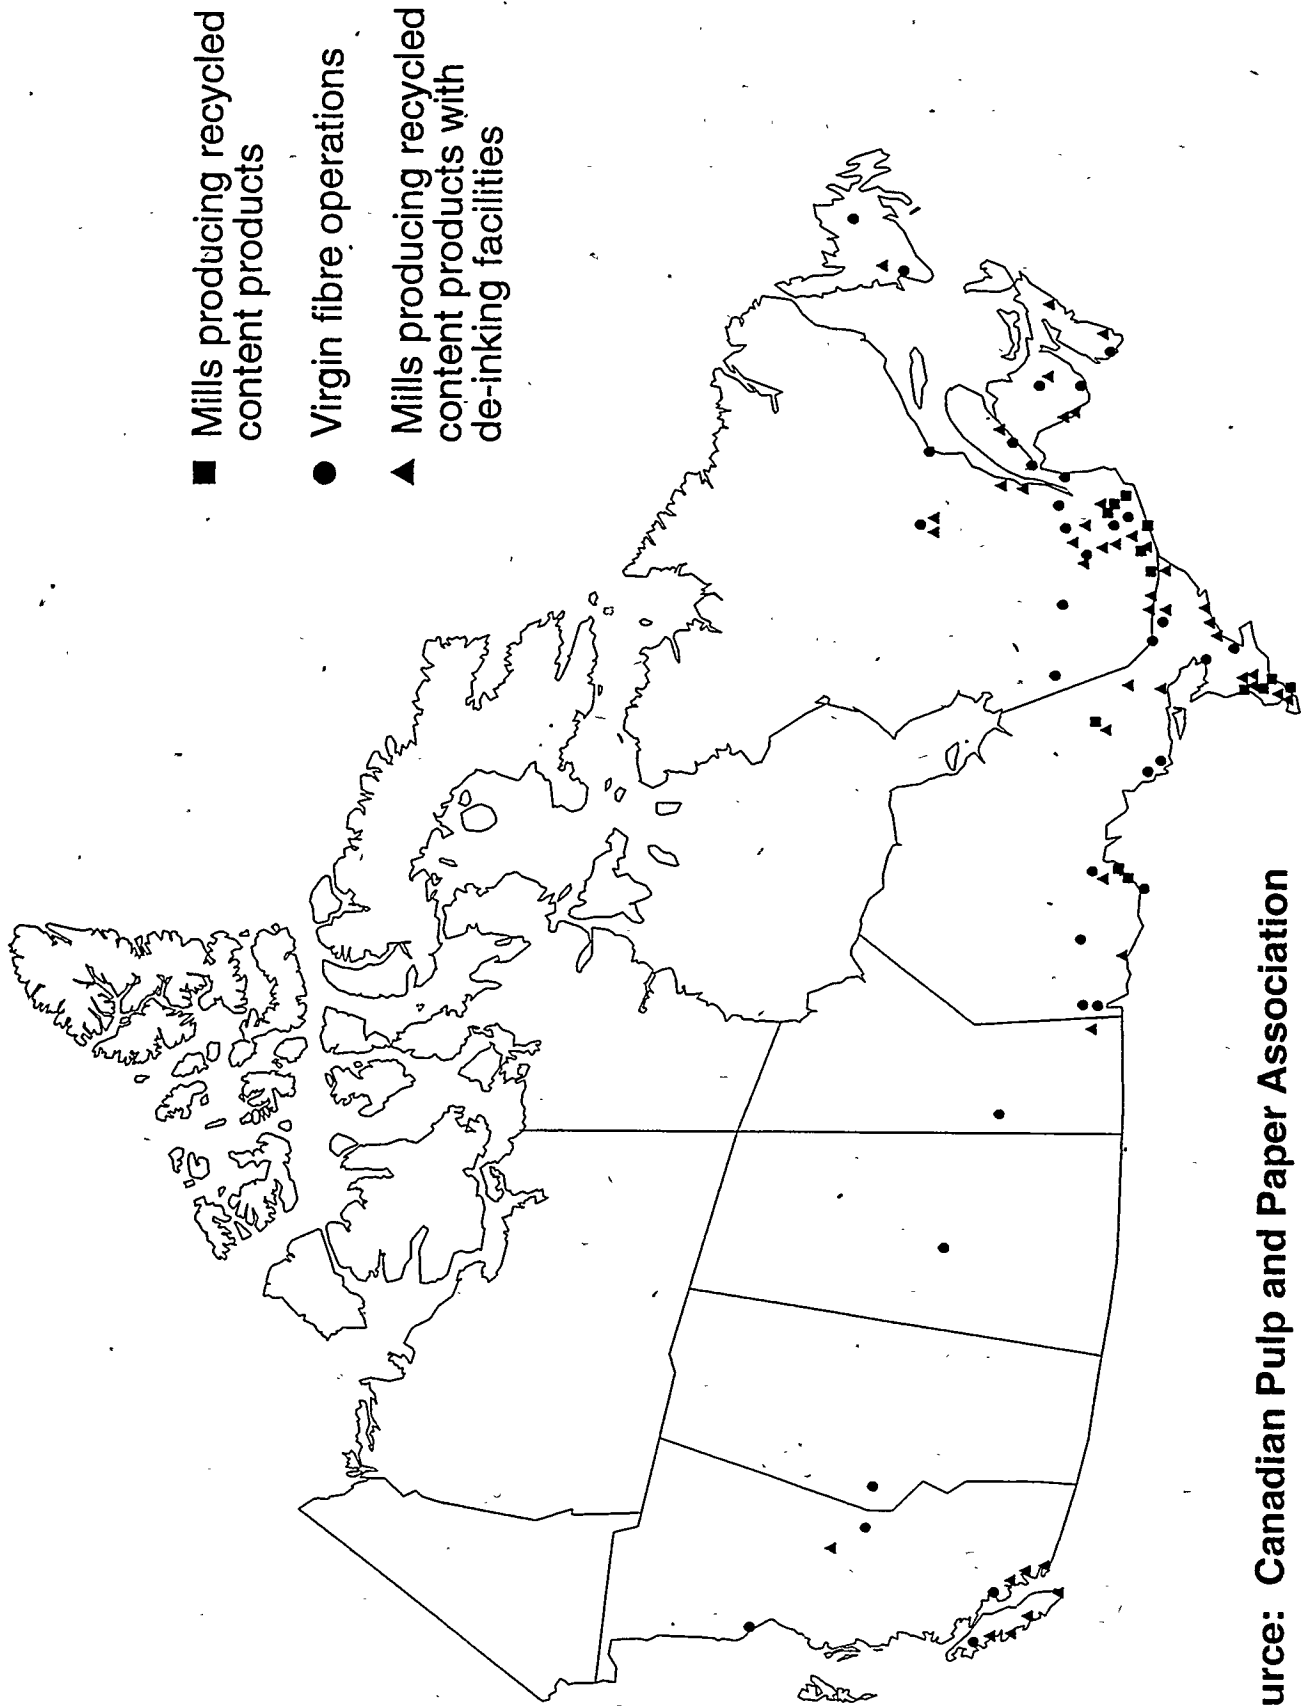 Mills producing recycled
content products
Virgin fibre operations
Mills producing recycled
content products with
de-inking facilities
urce: Canadian Pulp and Paper Association